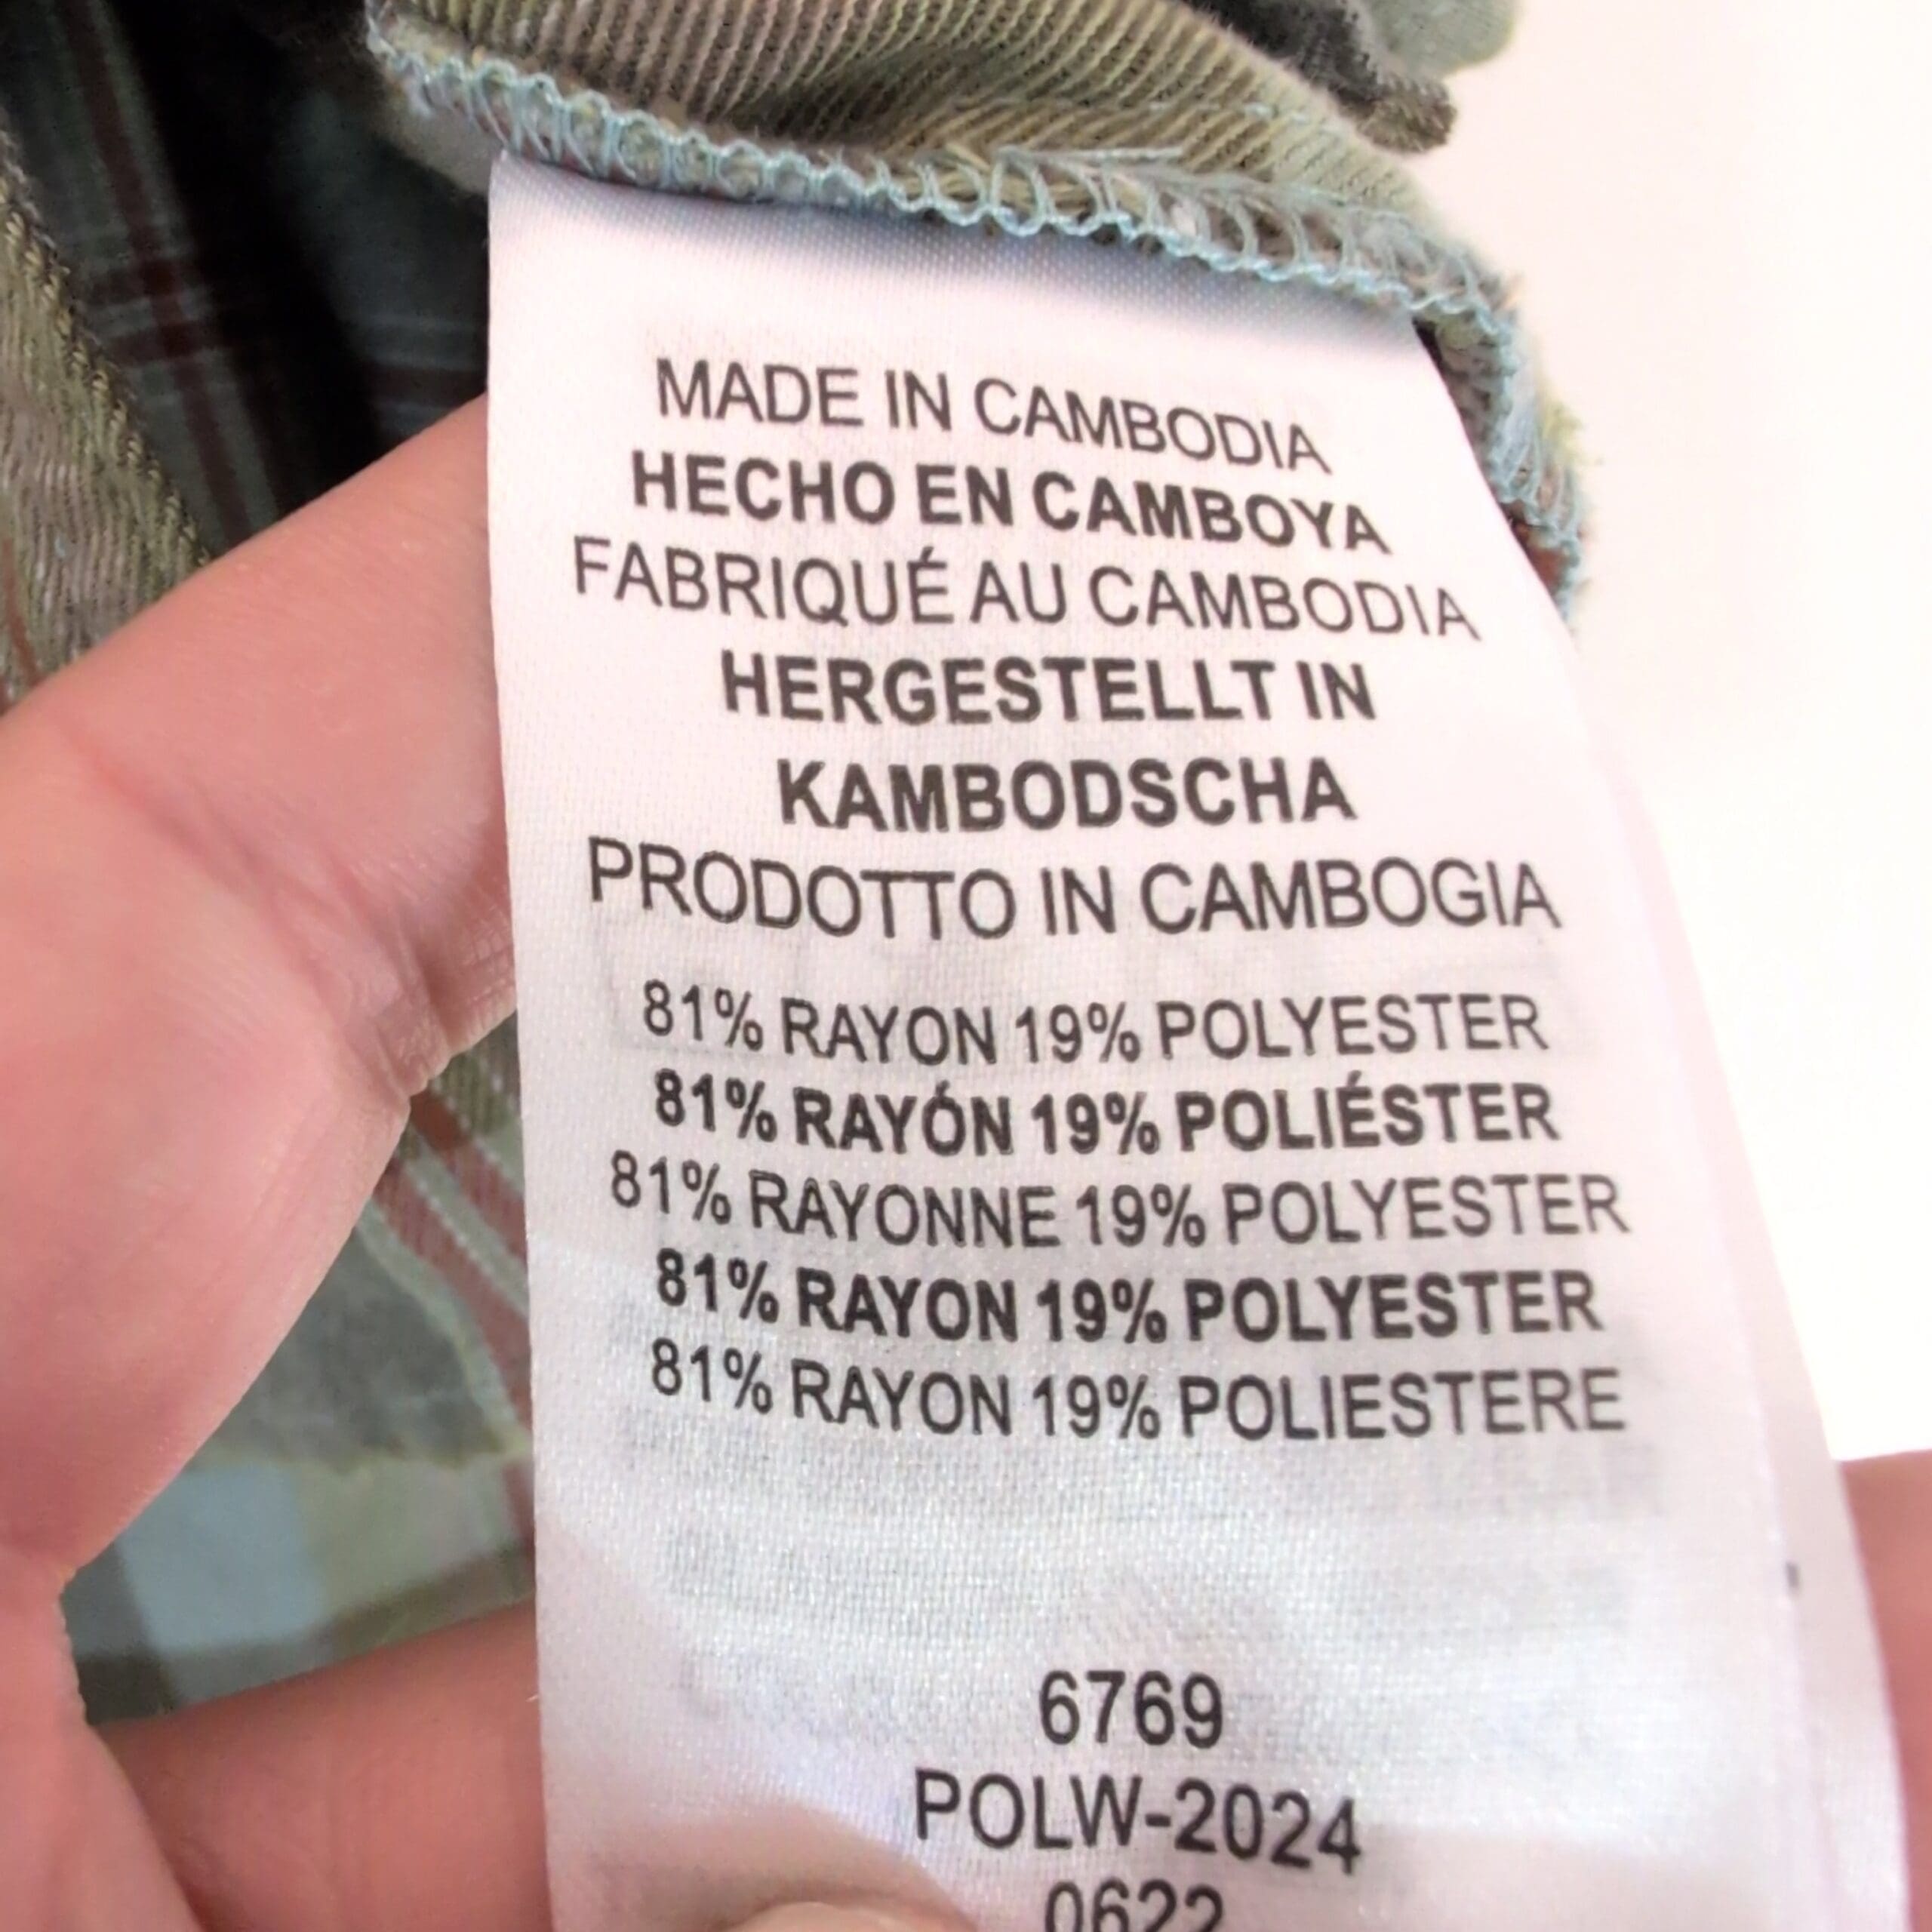 MADE IN CAMBODIA
HECHO EN CAMBOYA
FABRIQUÉ AU CAMBODIA
HERGESTELLT IN
KAMBODSCHA
PRODOTTO IN CAMBOGIA
81% RAYON 19% POLYESTER
81% RAYÓN 19% POLIÉSTER
81% RAYONNE 19% POLYESTER
81% RAYON 19% POLYESTER
81% RAYON 19% POLIESTERE
6769
POLW-2024
0622